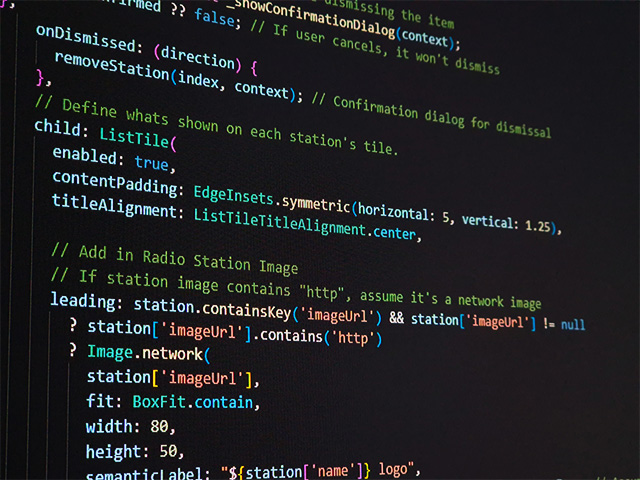 dismissing the item
?? false; _showConfirmationDialog(context);
// If user cancels, it won't dismiss
onDismissed: (direction) {
removeStation(index, context); // Confirmation dialog for dismissal
},
// Define whats shown on each station's tile.
child: ListTile(
enabled: true,
contentPadding: EdgeInsets.symmetric(horizontal: 5, vertical: 1.25),
titleAlignment: ListTileTitleAlignment.center,
// Add in Radio Station Image
// If station image contains "http", assume it's a network image
leading: station.containsKey('imageUrl') && station['imageUrl'] != null
? station['imageUrl'].contains('http')
? Image.network(
station['imageUrl'],
fit: BoxFit.contain,
width: 80,
height: 50,
semanticLabel: "${station['name']} logo",